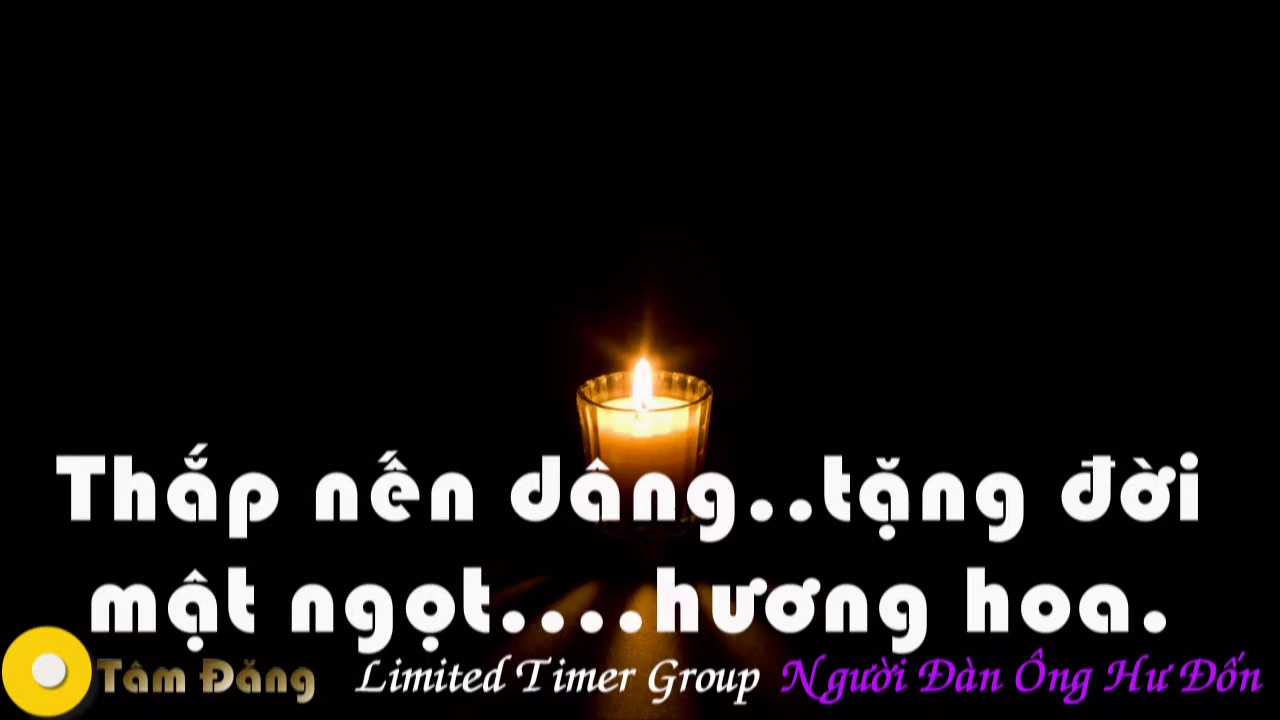 Thắp nến dâng..tặng đời
mật ngọt....hương hoa.
Tâm Đăng Limited Timer Group Người Đàn Ông Hư Đốn